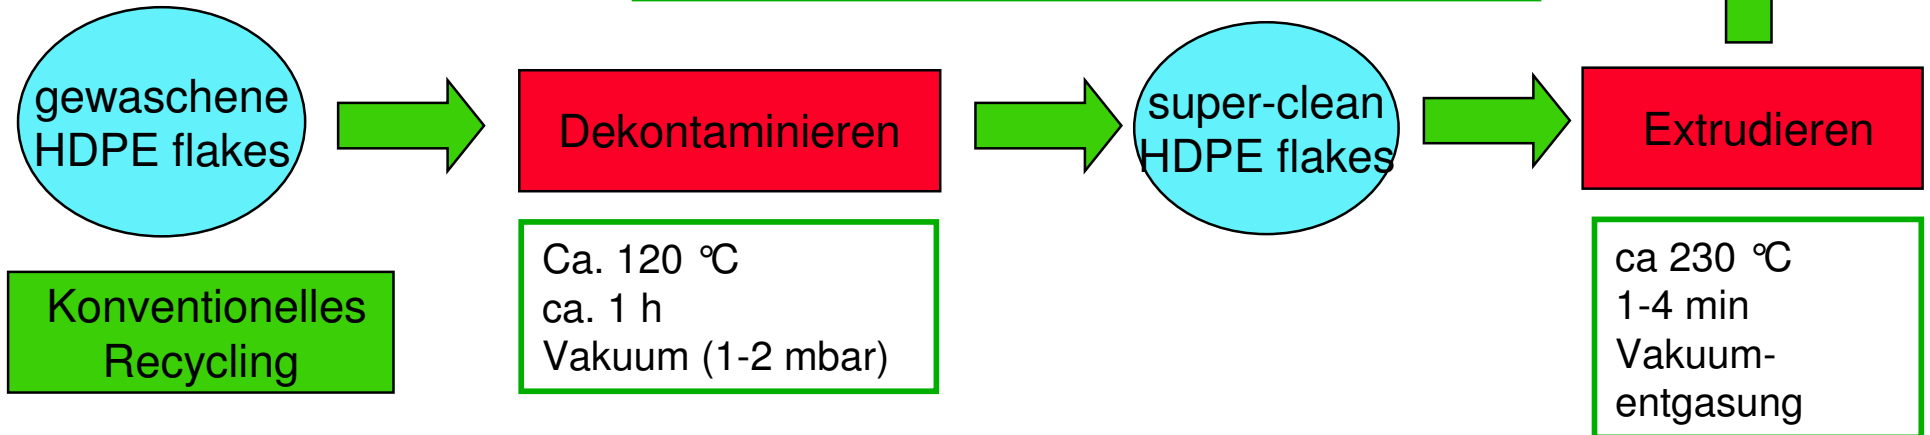 gewaschene
HDPE flakes
Dekontaminieren
super-clean
HDPE flakes
Extrudieren
Konventionelles
Recycling
Ca. 120 °C
ca. 1 h
Vakuum (1-2 mbar)
ca 230 °C
1-4 min
Vakuum-
entgasung